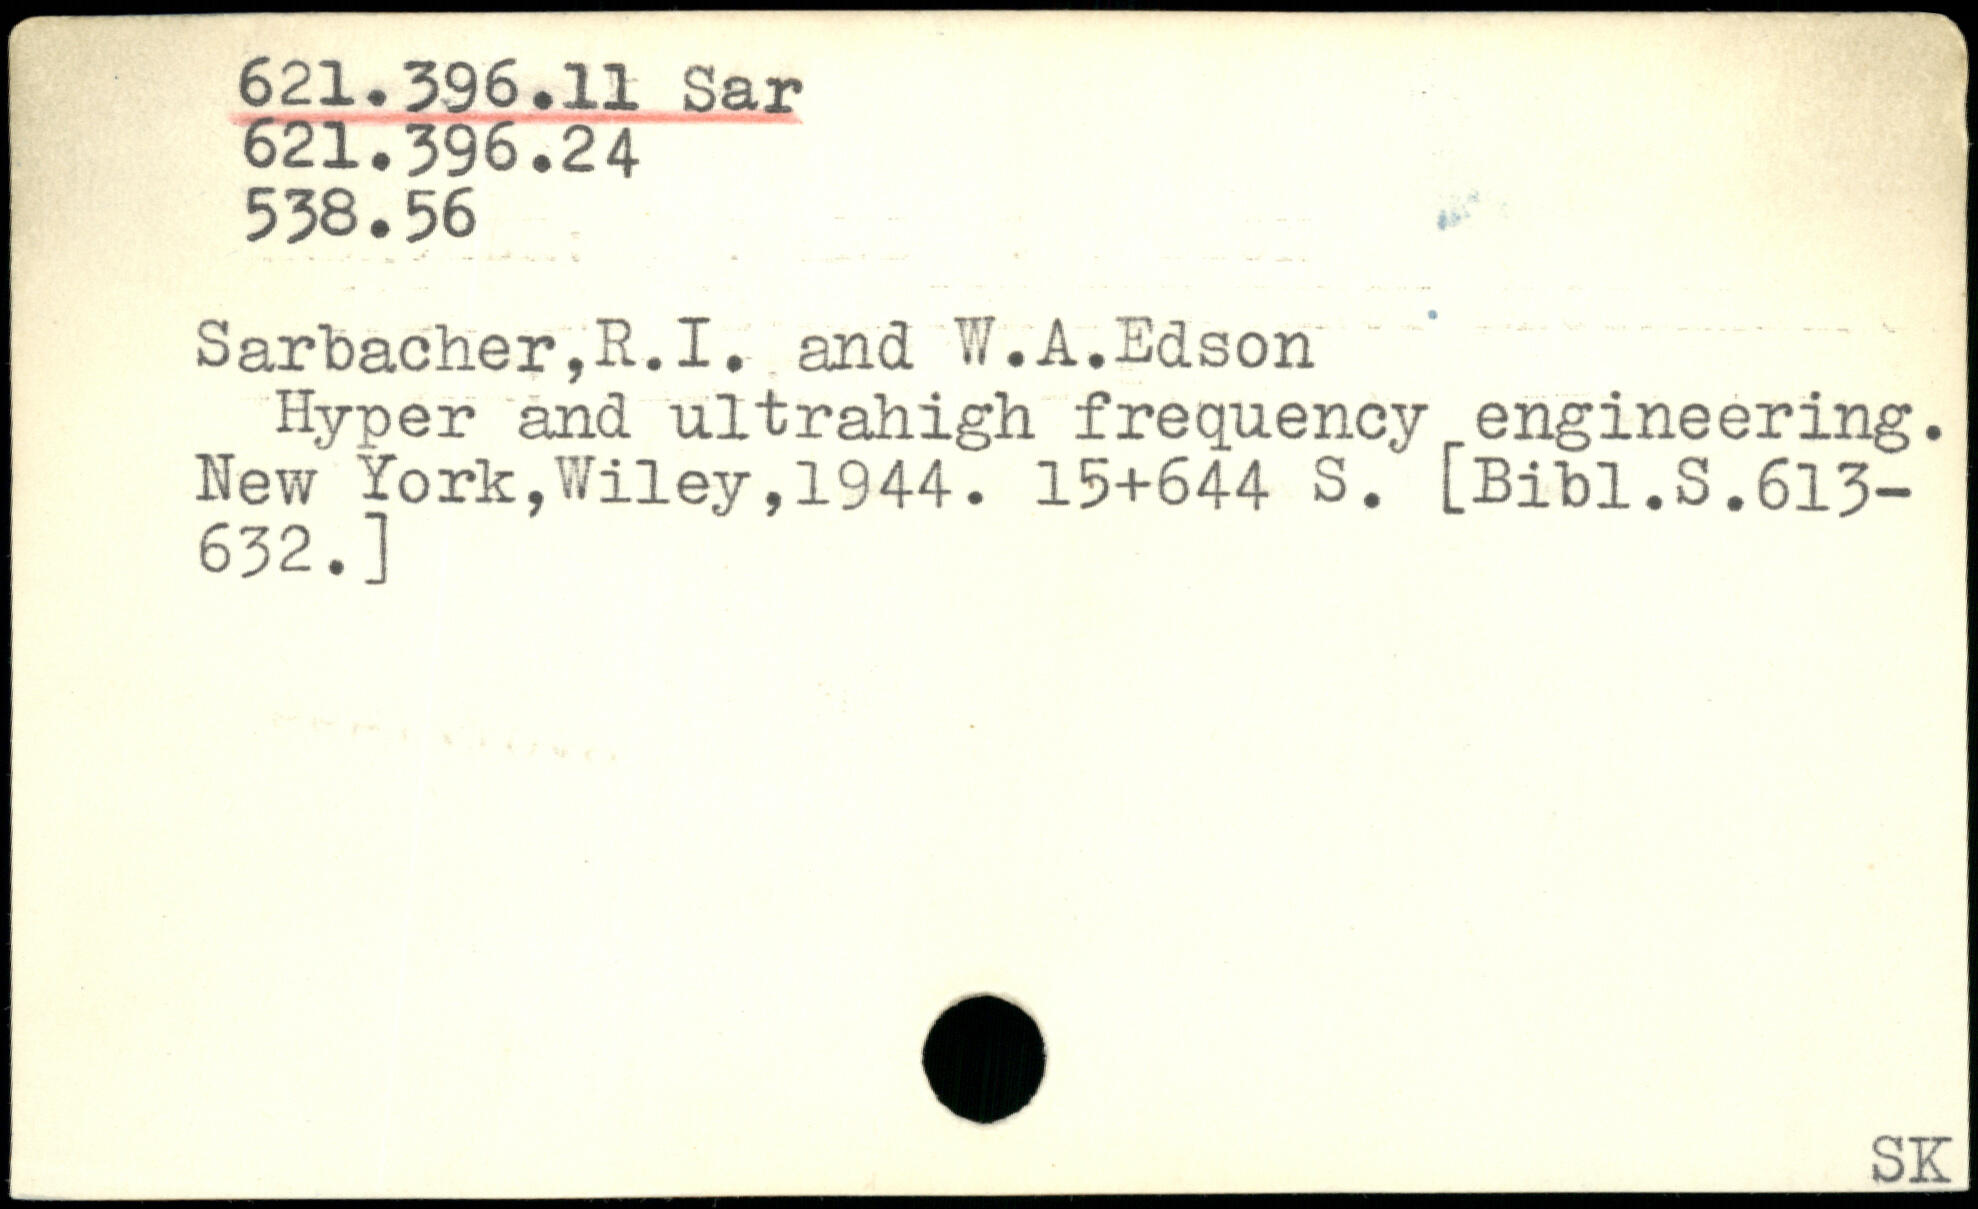 621.396.11 Sar
621.396.24
538.56
Sarbacher,R.I. and W.A.Edson
Hyper and ultrahigh frequency engineering.
New York,Wiley,1944. 15+644 S. [Bibl.S.613-
632.]
SK